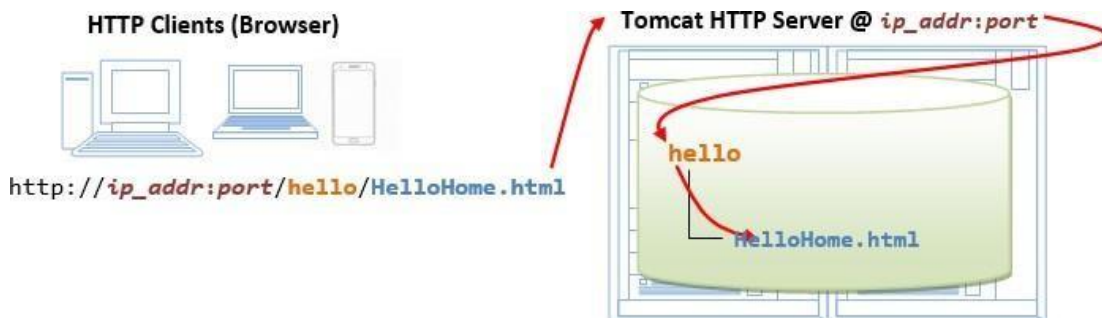 HTTP Clients (Browser)
http://ip_addr:port/hello/HelloHome.html
Tomcat HTTP Server @ ip_addr:port
hello
HelloHome.html